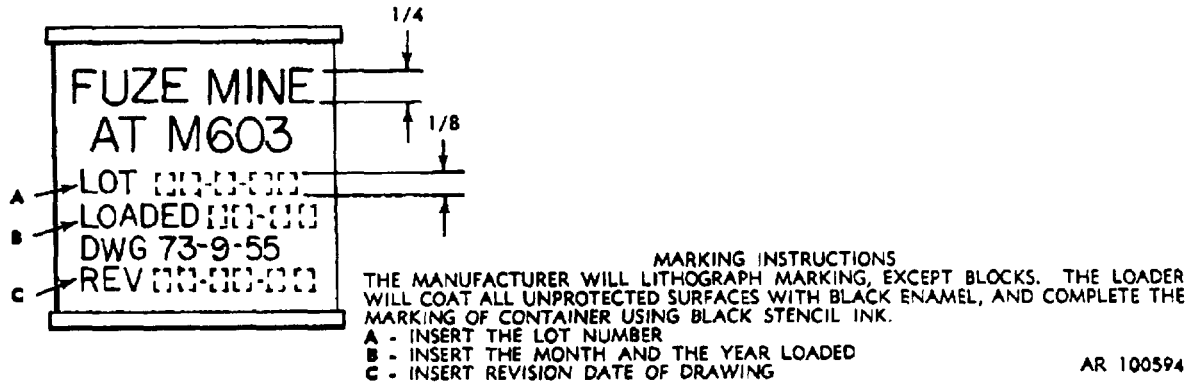 1/4
FUZE MINE
AT M603
1/8
A
LOT [][]-[]-[][]
B
LOADED [][]-[][]
DWG 73-9-55
C
REV [][]-[][]-[][]
MARKING INSTRUCTIONS
THE MANUFACTURER WILL LITHOGRAPH MARKING, EXCEPT BLOCKS. THE LOADER
WILL COAT ALL UNPROTECTED SURFACES WITH BLACK ENAMEL, AND COMPLETE THE
MARKING OF CONTAINER USING BLACK STENCIL INK.
A - INSERT THE LOT NUMBER
B - INSERT THE MONTH AND THE YEAR LOADED
C - INSERT REVISION DATE OF DRAWING
AR 100594